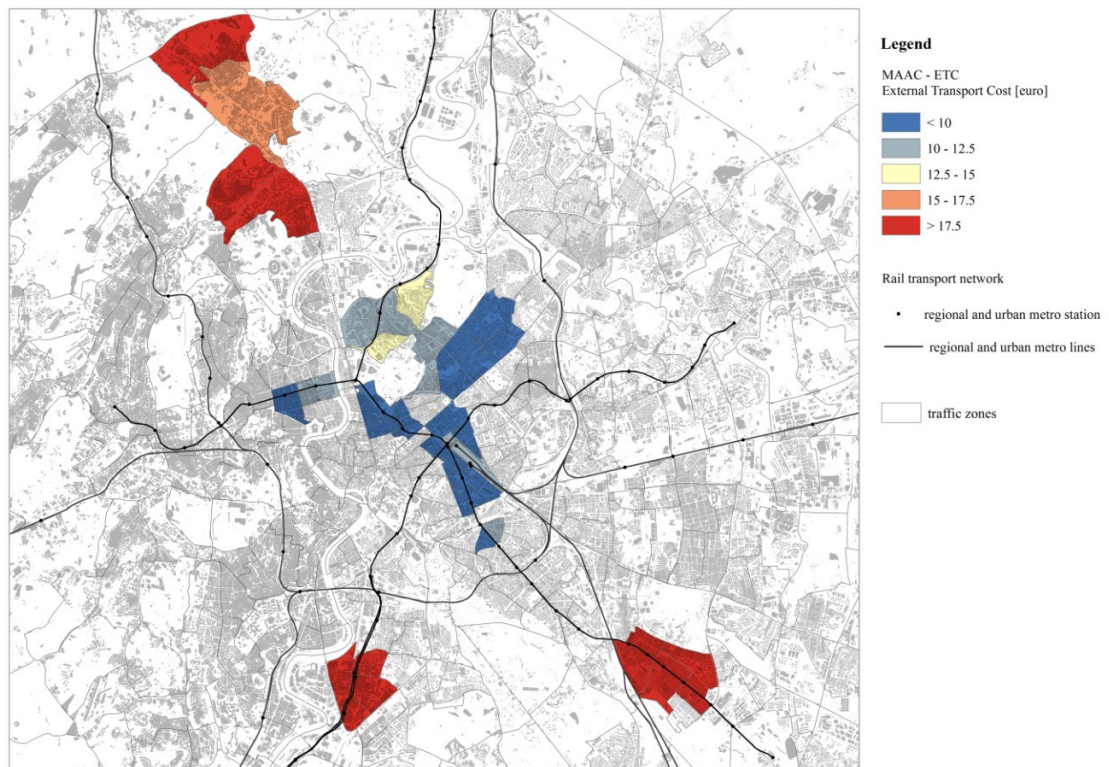 Legend
MAAC - ETC
External Transport Cost [euro]
< 10
10 - 12.5
12.5 - 15
15 - 17.5
> 17.5
Rail transport network
regional and urban metro station
regional and urban metro lines
traffic zones